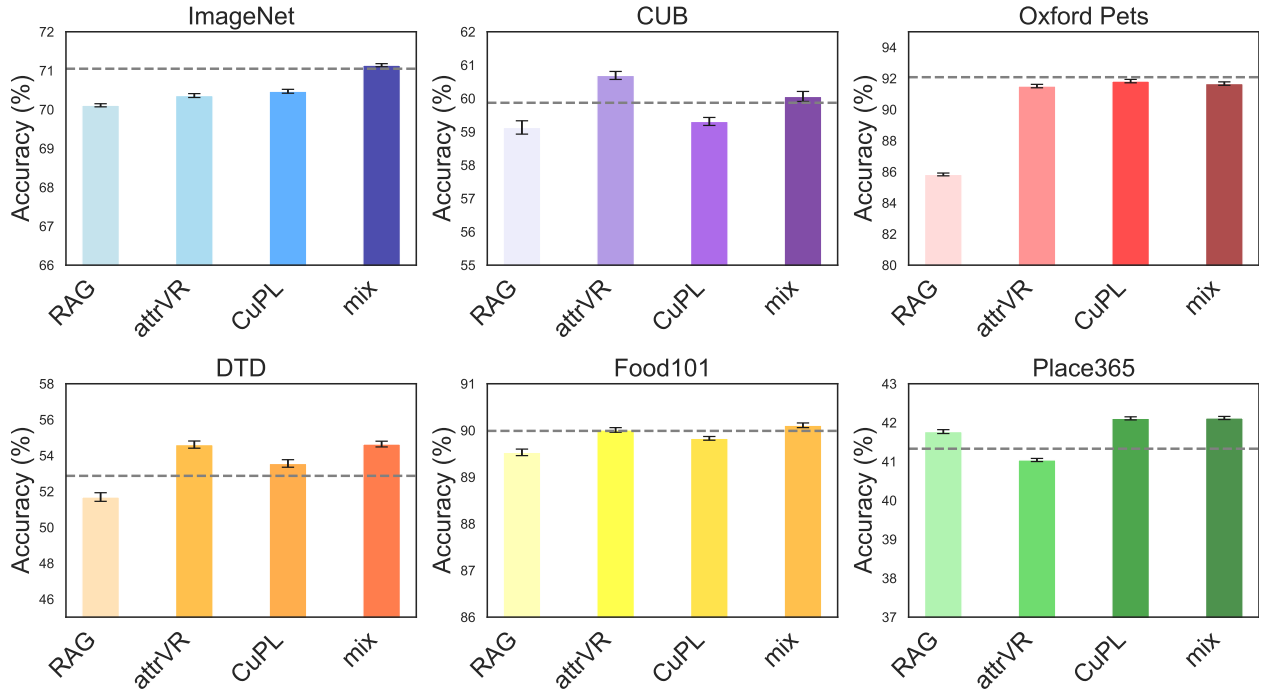 ImageNet
Accuracy (%)
72
71
70
69
68
67
66
RAG
attrVR
CuPL
mix
CUB
Accuracy (%)
62
61
60
59
58
57
56
55
RAG
attrVR
CuPL
mix
Oxford Pets
Accuracy (%)
94
92
90
88
86
84
82
80
RAG
attrVR
CuPL
mix
DTD
Accuracy (%)
58
56
54
52
50
48
46
RAG
attrVR
CuPL
mix
Food101
Accuracy (%)
91
90
89
88
87
86
RAG
attrVR
CuPL
mix
Place365
Accuracy (%)
43
42
41
40
39
38
37
RAG
attrVR
CuPL
mix